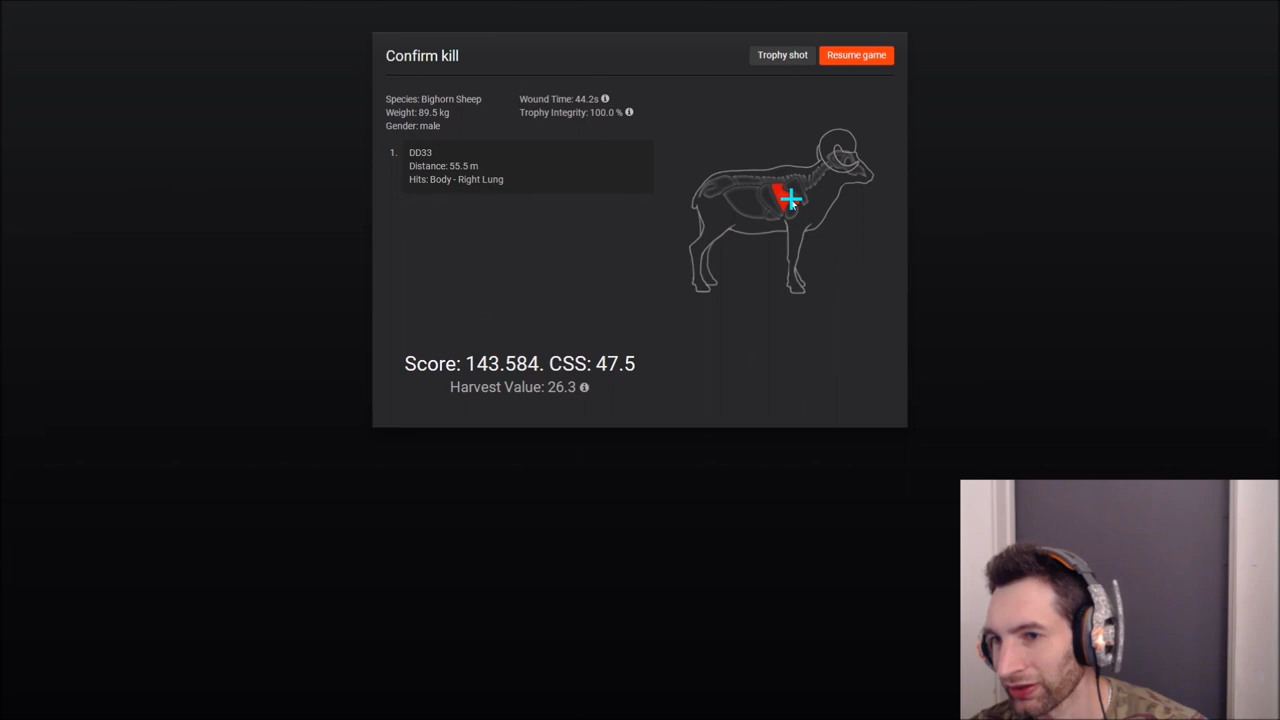 Confirm kill
Trophy shot
Resume game
Species: Bighorn Sheep
Weight: 89.5 kg
Gender: male
Wound Time: 44.2s
Trophy Integrity: 100.0 %
1.
DD33
Distance: 55.5 m
Hits: Body - Right Lung
Score: 143.584. CSS: 47.5
Harvest Value: 26.3